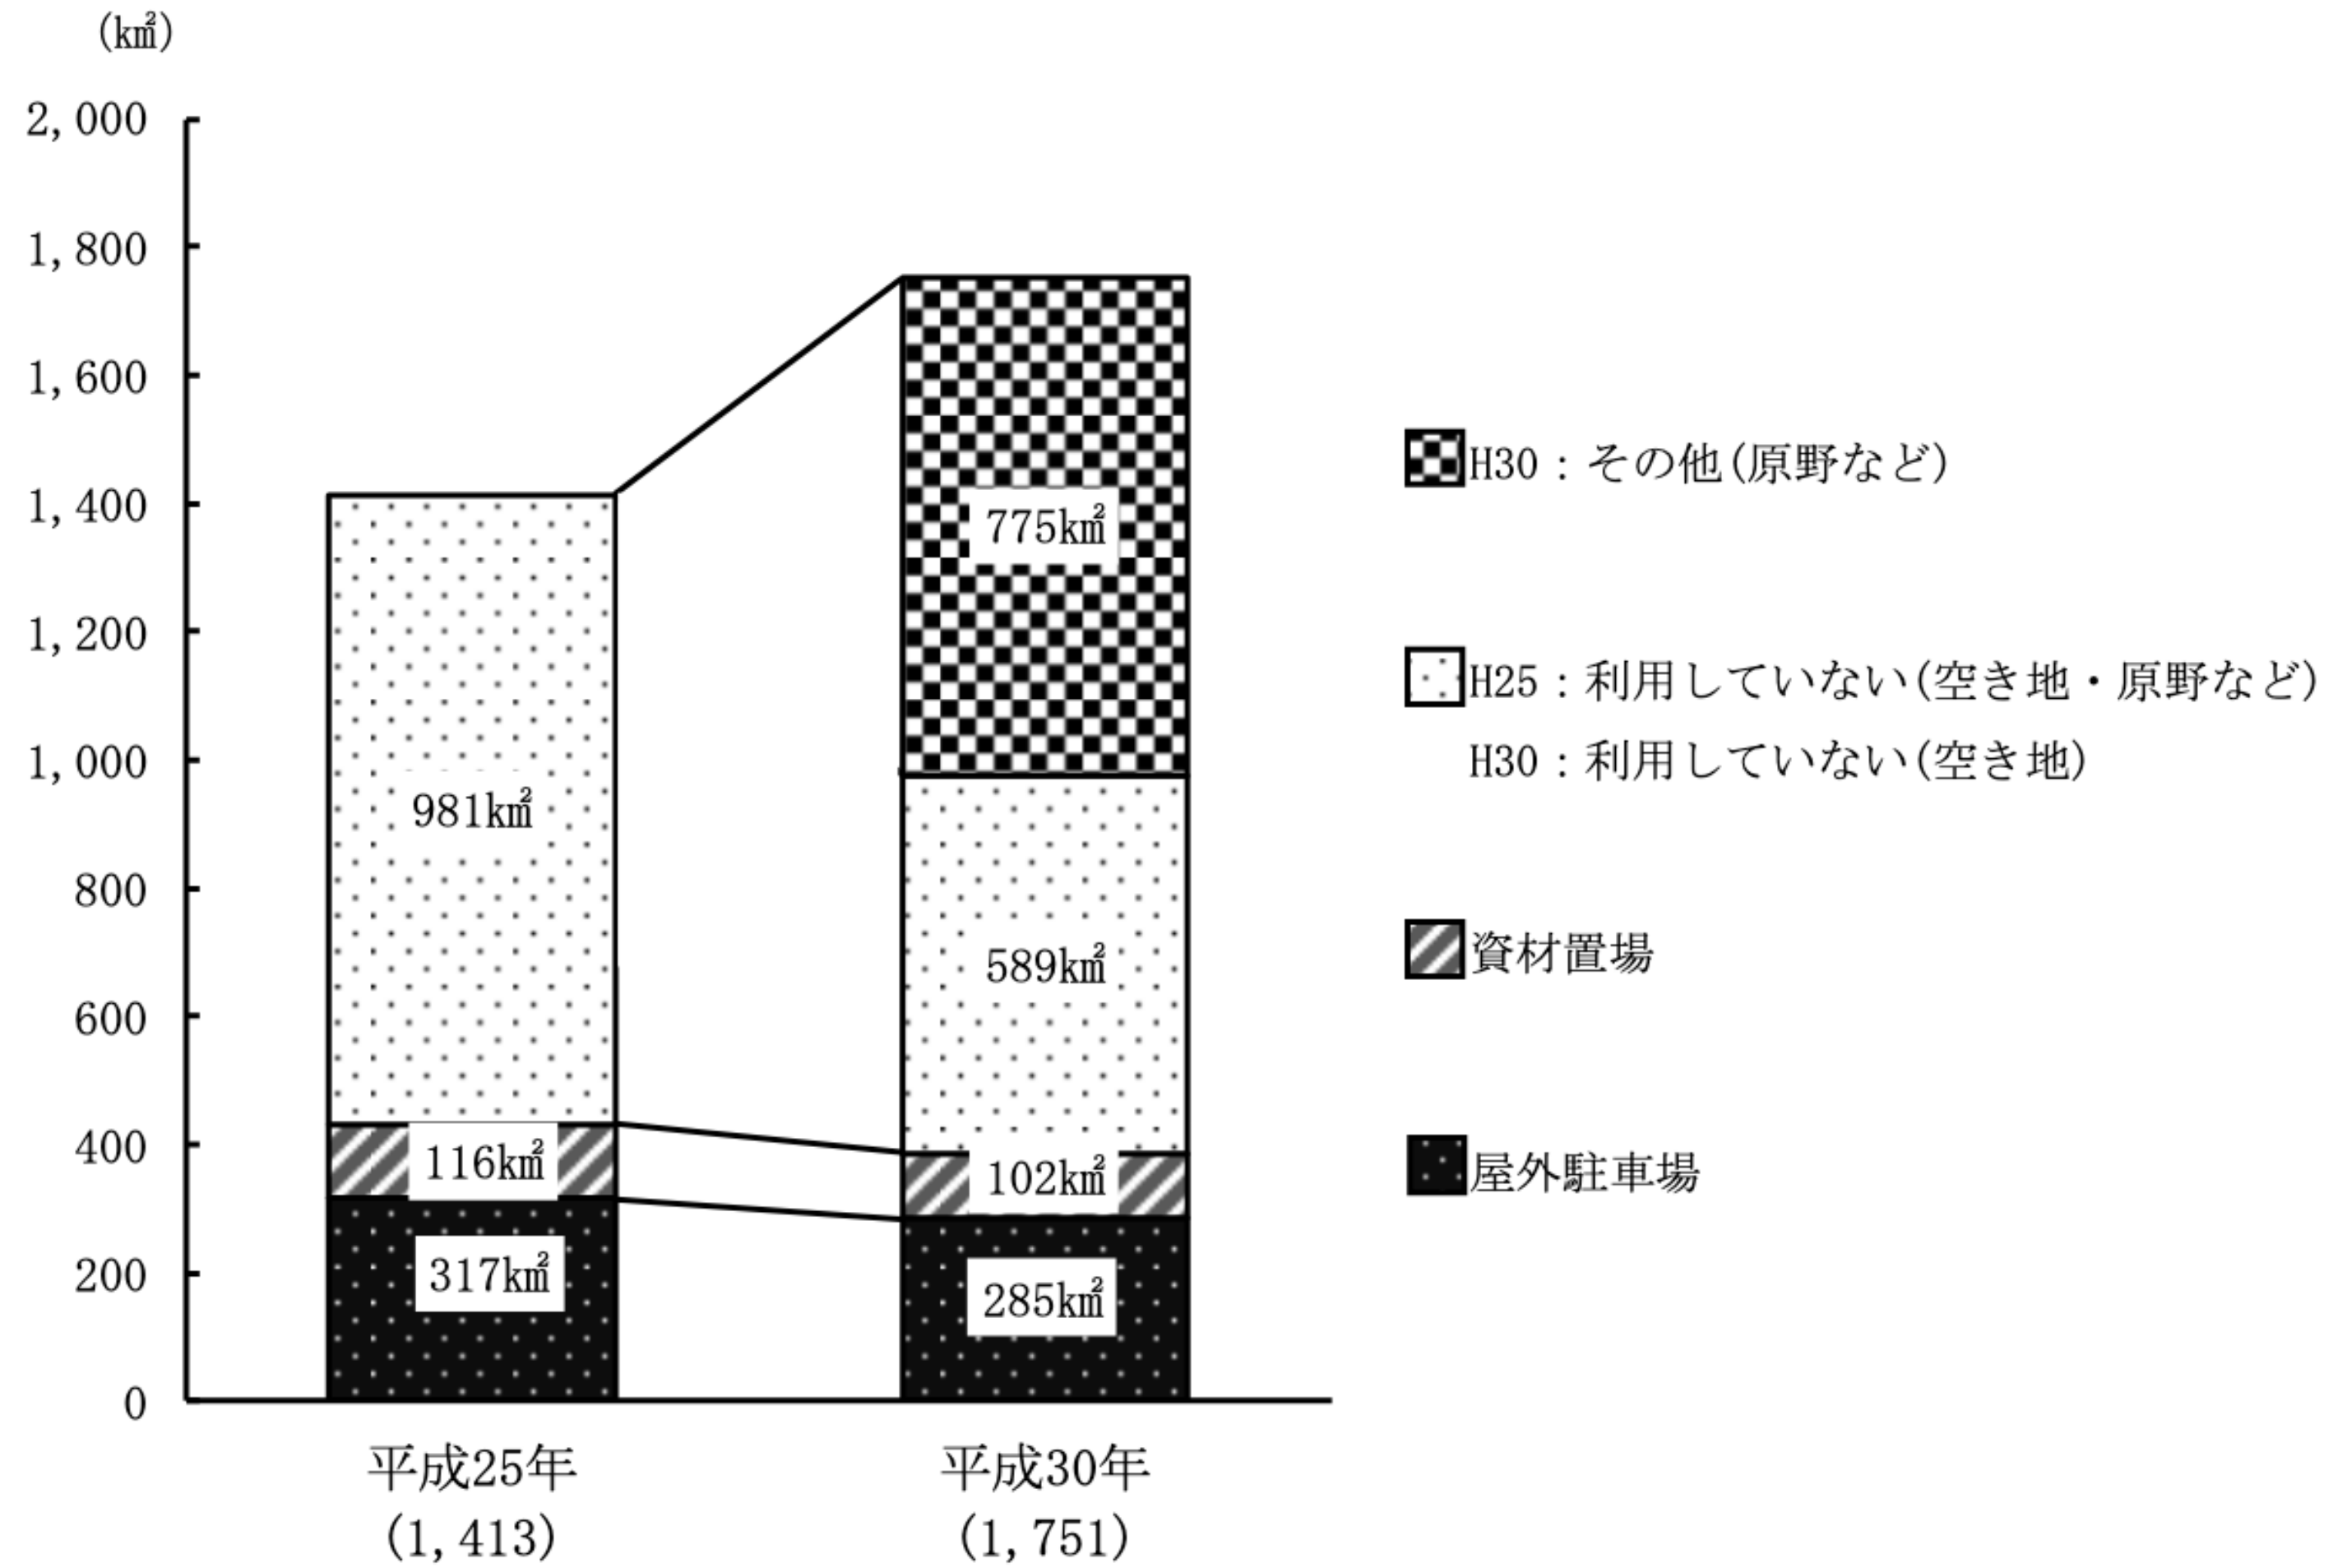 (k㎡)
2,000
1,800
1,600
1,400
1,200
1,000
800
600
400
200
0
981k㎡
116k㎡
317k㎡
775k㎡
589k㎡
102k㎡
285k㎡
平成25年
(1,413)
平成30年
(1,751)
H30：その他(原野など)
H25：利用していない(空き地・原野など)
H30：利用していない(空き地)
資材置場
屋外駐車場